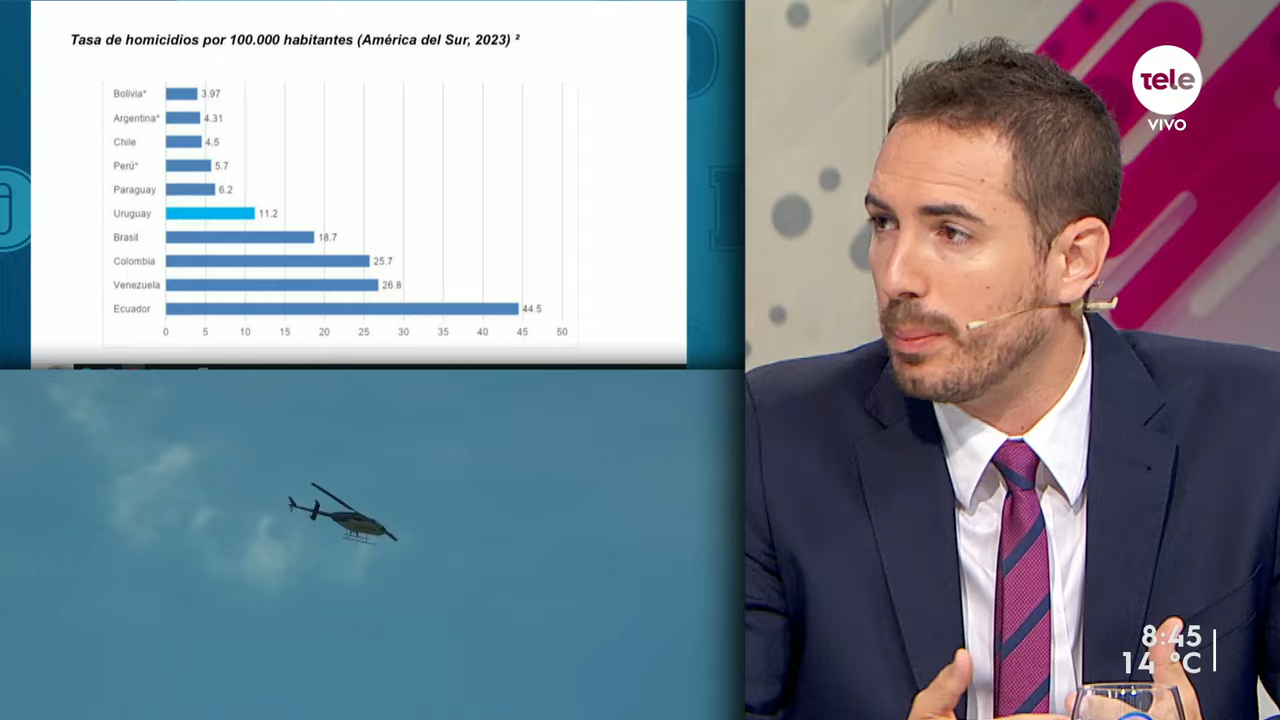 Tasa de homicidios por 100.000 habitantes (América del Sur, 2023) ²
Bolivia* 3.97
Argentina* 4.31
Chile 4.5
Perú* 5.7
Paraguay 6.2
Uruguay 11.2
Brasil 18.7
Colombia 25.7
Venezuela 26.8
Ecuador 44.5
0 5 10 15 20 25 30 35 40 45 50
tele
VIVO
8:45
14 °C